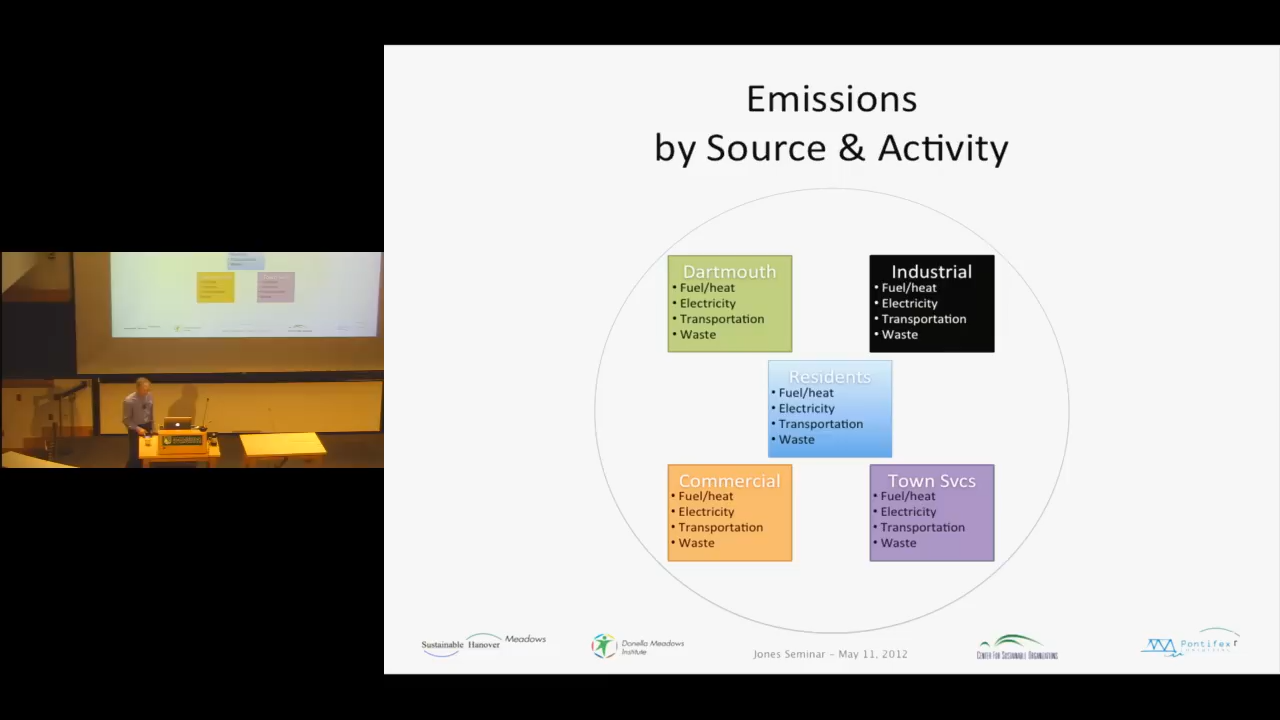 Emissions
by Source & Activity
Dartmouth
• Fuel/heat
• Electricity
• Transportation
• Waste
Industrial
• Fuel/heat
• Electricity
• Transportation
• Waste
Residents
• Fuel/heat
• Electricity
• Transportation
• Waste
Commercial
• Fuel/heat
• Electricity
• Transportation
• Waste
Town Svcs
• Fuel/heat
• Electricity
• Transportation
• Waste
Sustainable Hanover
Meadows
Donella Meadows
Institute
Jones Seminar – May 11, 2012
CENTER FOR SUSTAINABLE ORGANIZATIONS
Pontifex